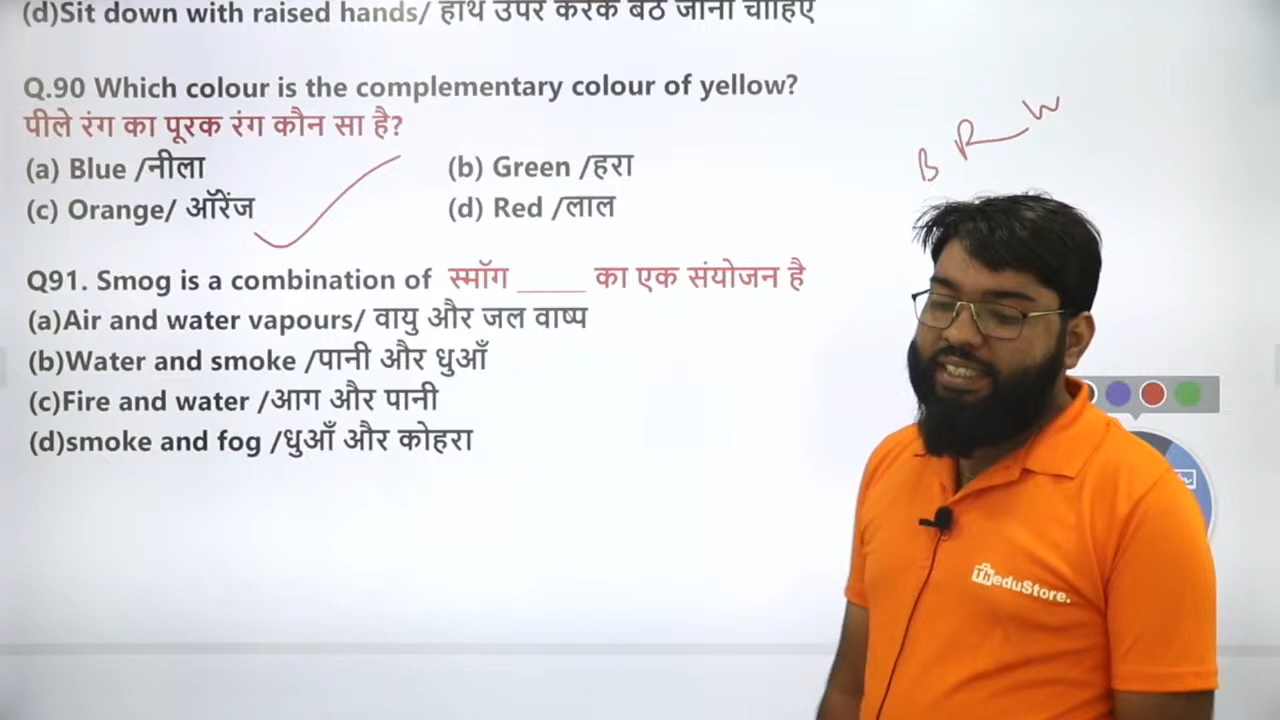 (d)Sit down with raised hands/ हाथ उपर करके बैठ जाना चाहिए
Q.90 Which colour is the complementary colour of yellow?
पीले रंग का पूरक रंग कौन सा है?
(a) Blue /नीला
(b) Green /हरा
(c) Orange/ ऑरेंज
(d) Red /लाल
B R W
Q91. Smog is a combination of स्मॉग _____ का एक संयोजन है
(a)Air and water vapours/ वायु और जल वाष्प
(b)Water and smoke /पानी और धुआँ
(c)Fire and water /आग और पानी
(d)smoke and fog /धुआँ और कोहरा
TheduStore.